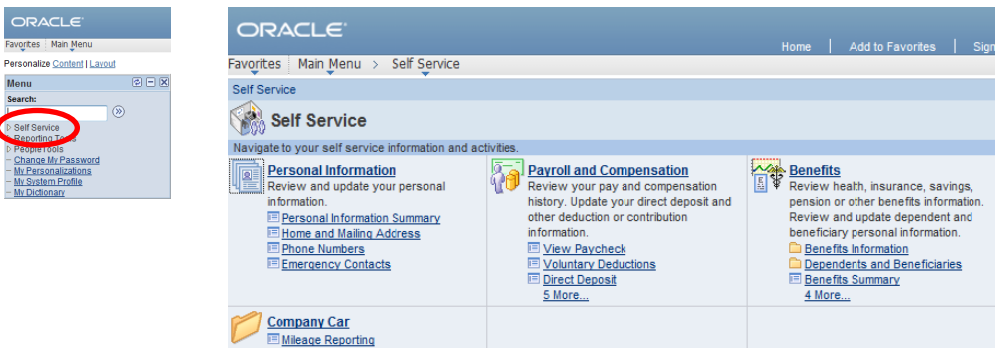 ORACLE
Favorites Main Menu
Personalize Content | Layout
Menu
Search:
Self Service
Reporting Tools
PeopleTools
Change My Password
My Personalizations
My System Profile
My Dictionary
ORACLE
Home | Add to Favorites | Sign
Favorites Main Menu > Self Service
Self Service
Self Service
Navigate to your self service information and activities.
Personal Information
Review and update your personal
information.
Personal Information Summary
Home and Mailing Address
Phone Numbers
Emergency Contacts
Payroll and Compensation
Review your pay and compensation
history. Update your direct deposit and
other deduction or contribution
information.
View Paycheck
Voluntary Deductions
Direct Deposit
5 More...
Benefits
Review heath, insurance, savings,
pension or other benefits information.
Review and update dependent and
beneficiary personal information.
Benefits Information
Dependents and Beneficiaries
Benefits Summary
4 More...
Company Car
Mileage Reporting